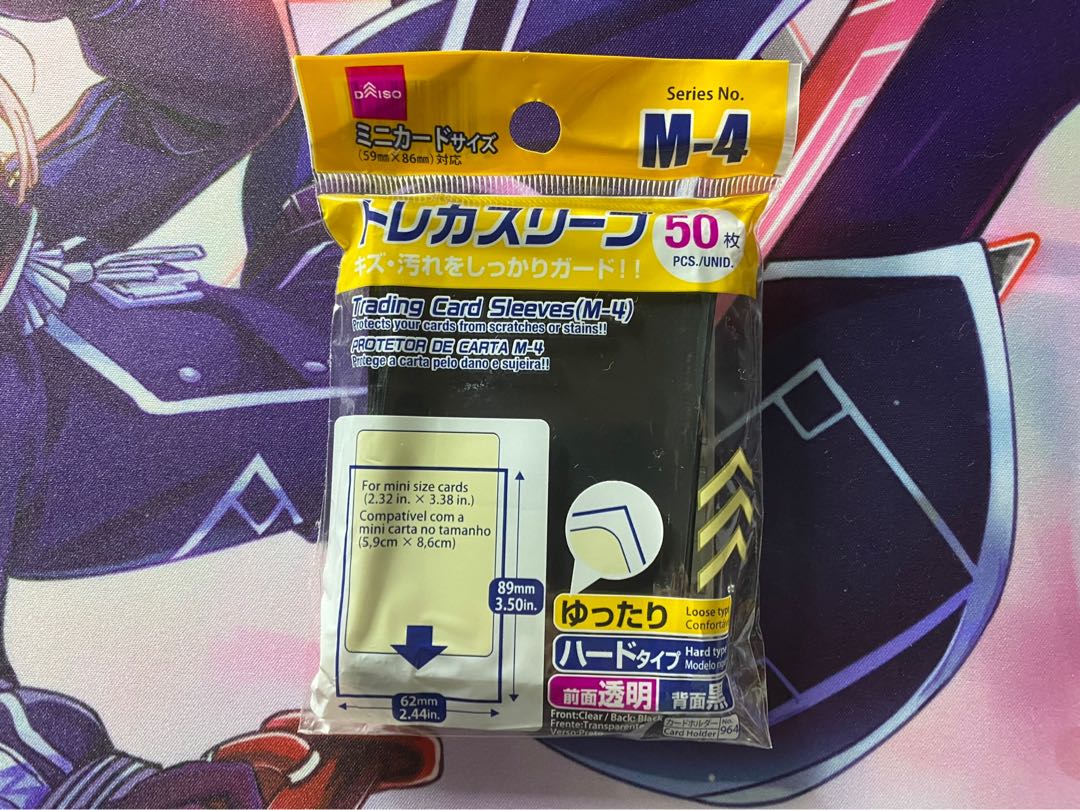 DAISO
ミニカードサイズ
(59mm×86mm)対応
Series No.
M-4
トレカスリーブ
50枚
PCS./UNID.
キズ・汚れをしっかりガード!!
Trading Card Sleeves(M-4)
Protects your cards from scratches or stains!!
PROTETOR DE CARTA M-4
Protege a carta pelo dano e sujeira!!
For mini size cards
(2.32 in. × 3.38 in.)
Compatível com a
mini carta no tamanho
(5,9cm × 8,6cm)
89mm
3.50in.
62mm
2.44in.
ゆったり
Loose type
ハードタイプ
Hard type
Modelo
前面透明
背面黒
Front:Clear / Back: Black
Frente:Transparente
Verso:Preto
カードホルダー
Card Holder
No.
964